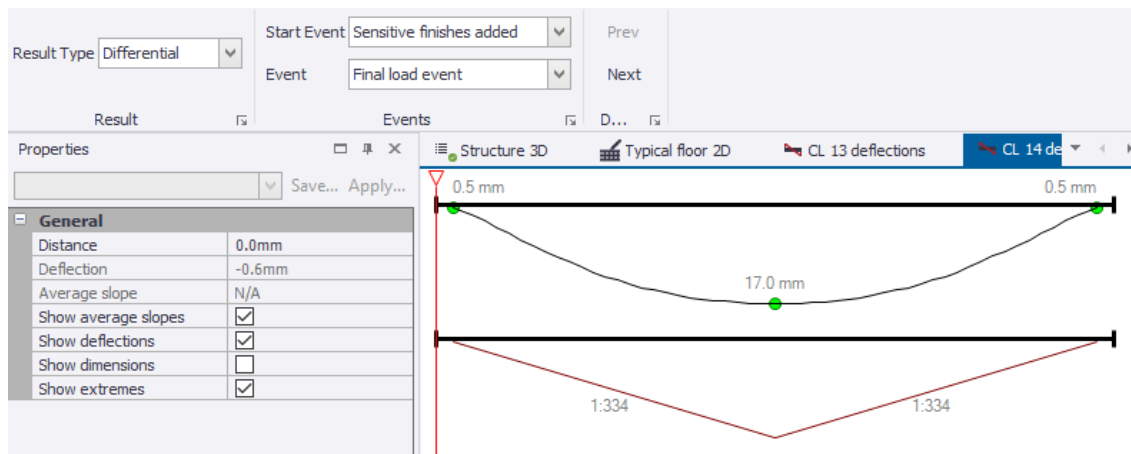 Result Type Differential
Start Event Sensitive finishes added
Event Final load event
Prev
Next
Result
Events
D...
Properties
Structure 3D
Typical floor 2D
CL 13 deflections
CL 14 de
Save... Apply...
General
Distance 0.0mm
Deflection -0.6mm
Average slope N/A
Show average slopes
Show deflections
Show dimensions
Show extremes
0.5 mm
0.5 mm
17.0 mm
1:334
1:334